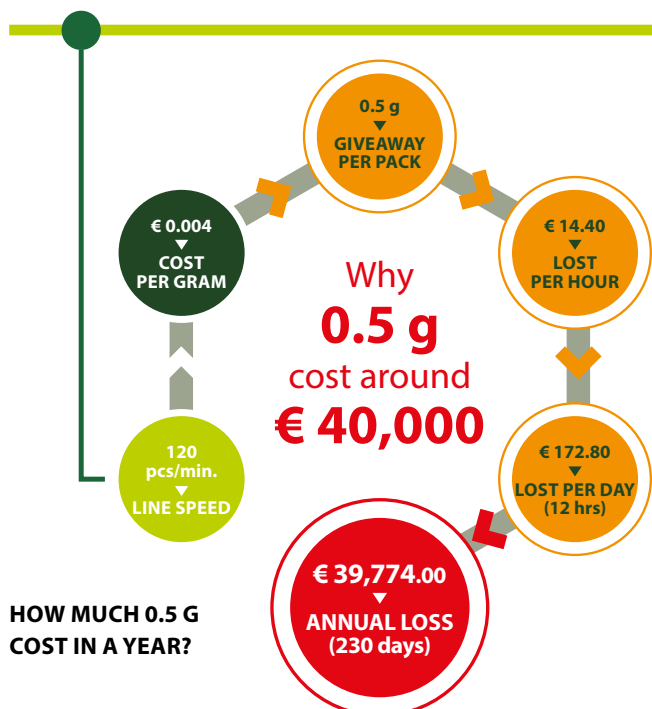 120
pcs/min.
LINE SPEED
€ 0.004
COST
PER GRAM
0.5 g
GIVEAWAY
PER PACK
€ 14.40
LOST
PER HOUR
€ 172.80
LOST PER DAY
(12 hrs)
€ 39,774.00
ANNUAL LOSS
(230 days)
Why
0.5 g
cost around
€ 40,000
HOW MUCH 0.5 G
COST IN A YEAR?